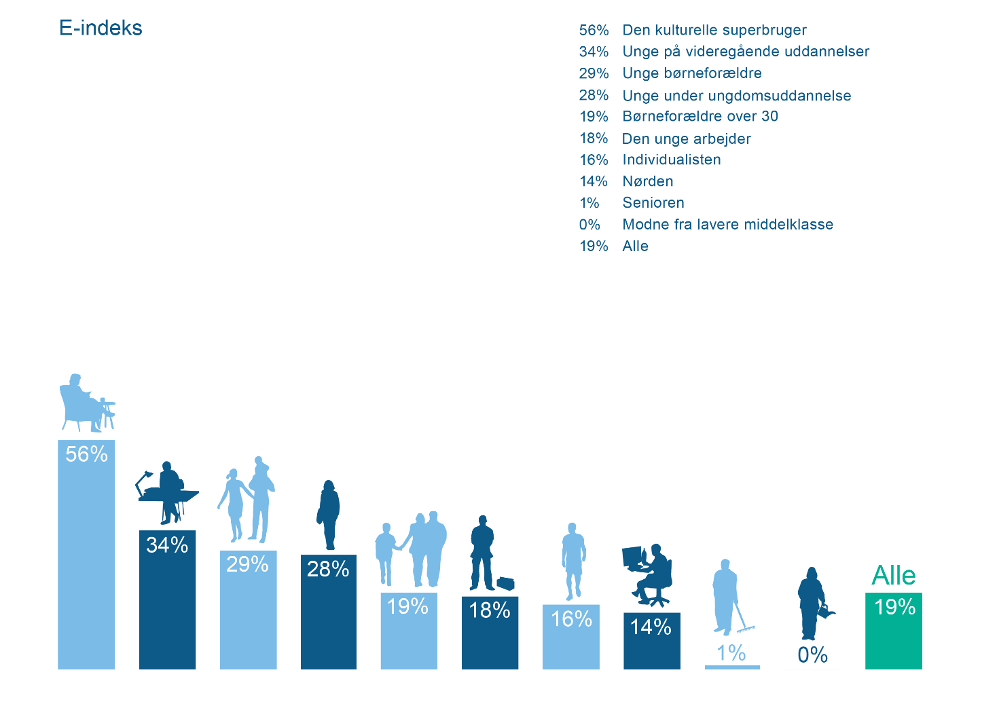 E-indeks
56% Den kulturelle superbruger
34% Unge på videregående uddannelser
29% Unge børneforældre
28% Unge under ungdomsuddannelse
19% Børneforældre over 30
18% Den unge arbejder
16% Individualisten
14% Nørden
1% Senioren
0% Modne fra lavere middelklasse
19% Alle
56%
34%
29%
28%
19%
18%
16%
14%
1%
0%
Alle
19%